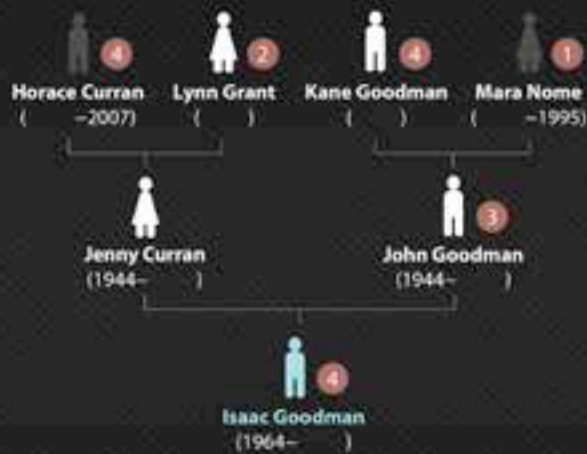 4 2 4 1
Horace Curran Lynn Grant Kane Goodman Mara Nome
( –2007) ( ) ( ) ( –1995)
3
Jenny Curran John Goodman
(1944– ) (1944– )
4
Isaac Goodman
(1964– )